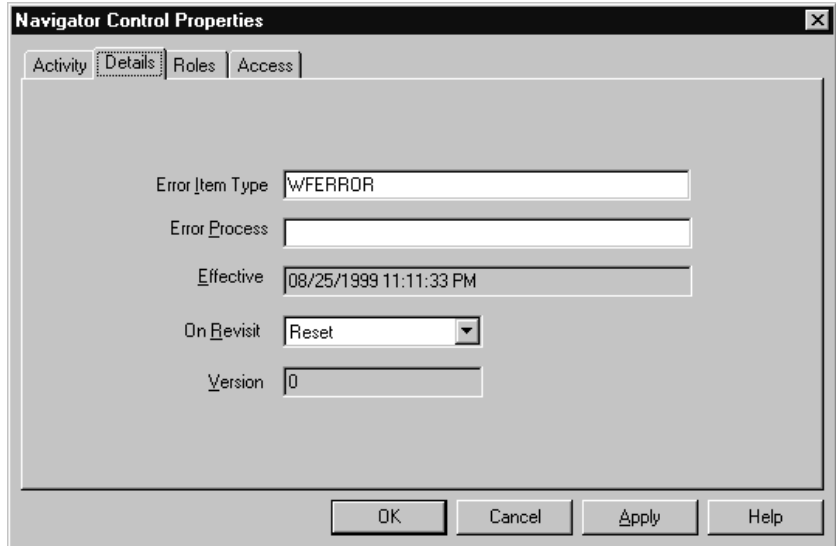 Navigator Control Properties
Activity Details Roles Access
Error Item Type WFERROR
Error Process
Effective 08/25/1999 11:11:33 PM
On Revisit Reset
Version 0
OK Cancel Apply Help